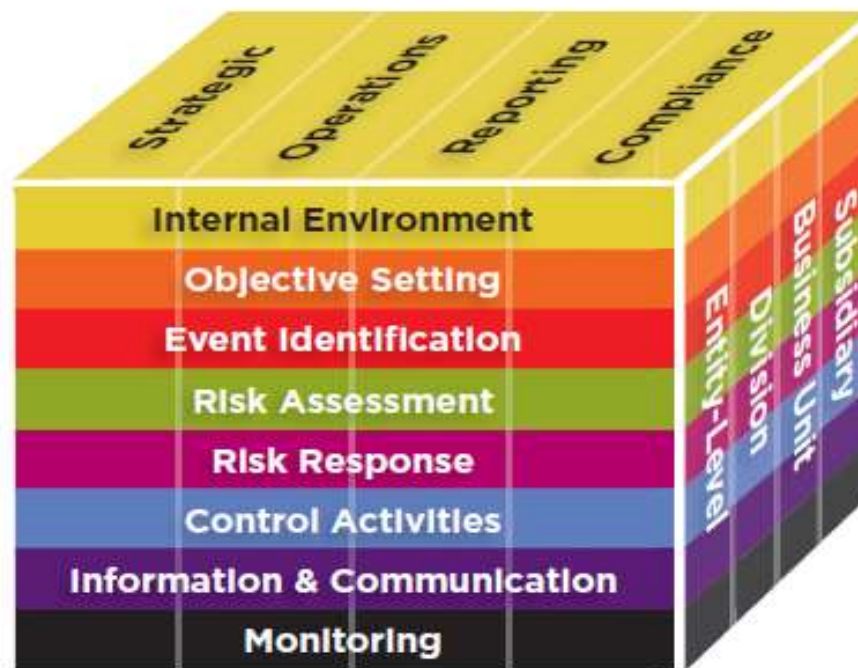 Strategic
Operations
Reporting
Compliance
Internal Environment
Objective Setting
Event Identification
Risk Assessment
Risk Response
Control Activities
Information & Communication
Monitoring
Entity-Level
Division
Business Unit
Subsidiary